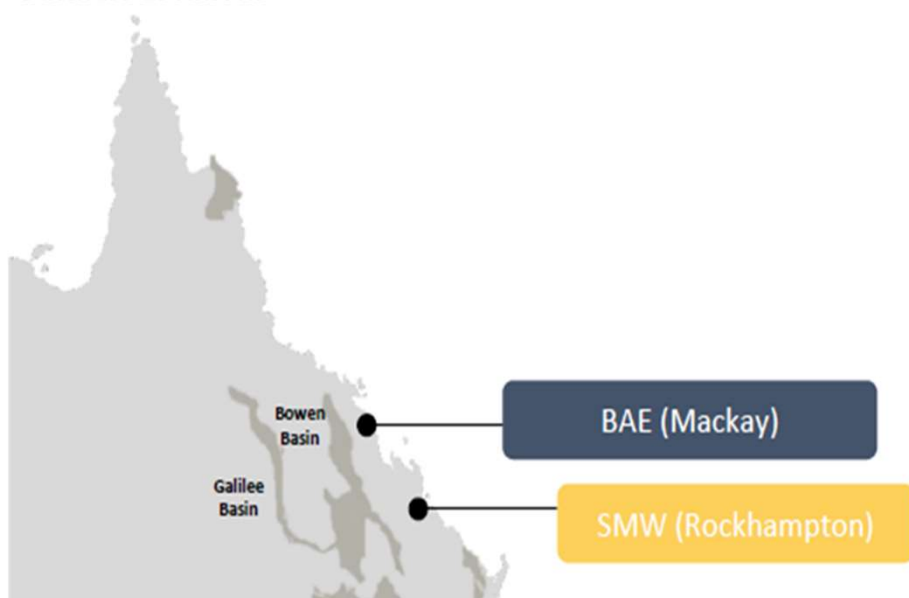 Bowen
Basin
BAE (Mackay)
Galilee
Basin
SMW (Rockhampton)